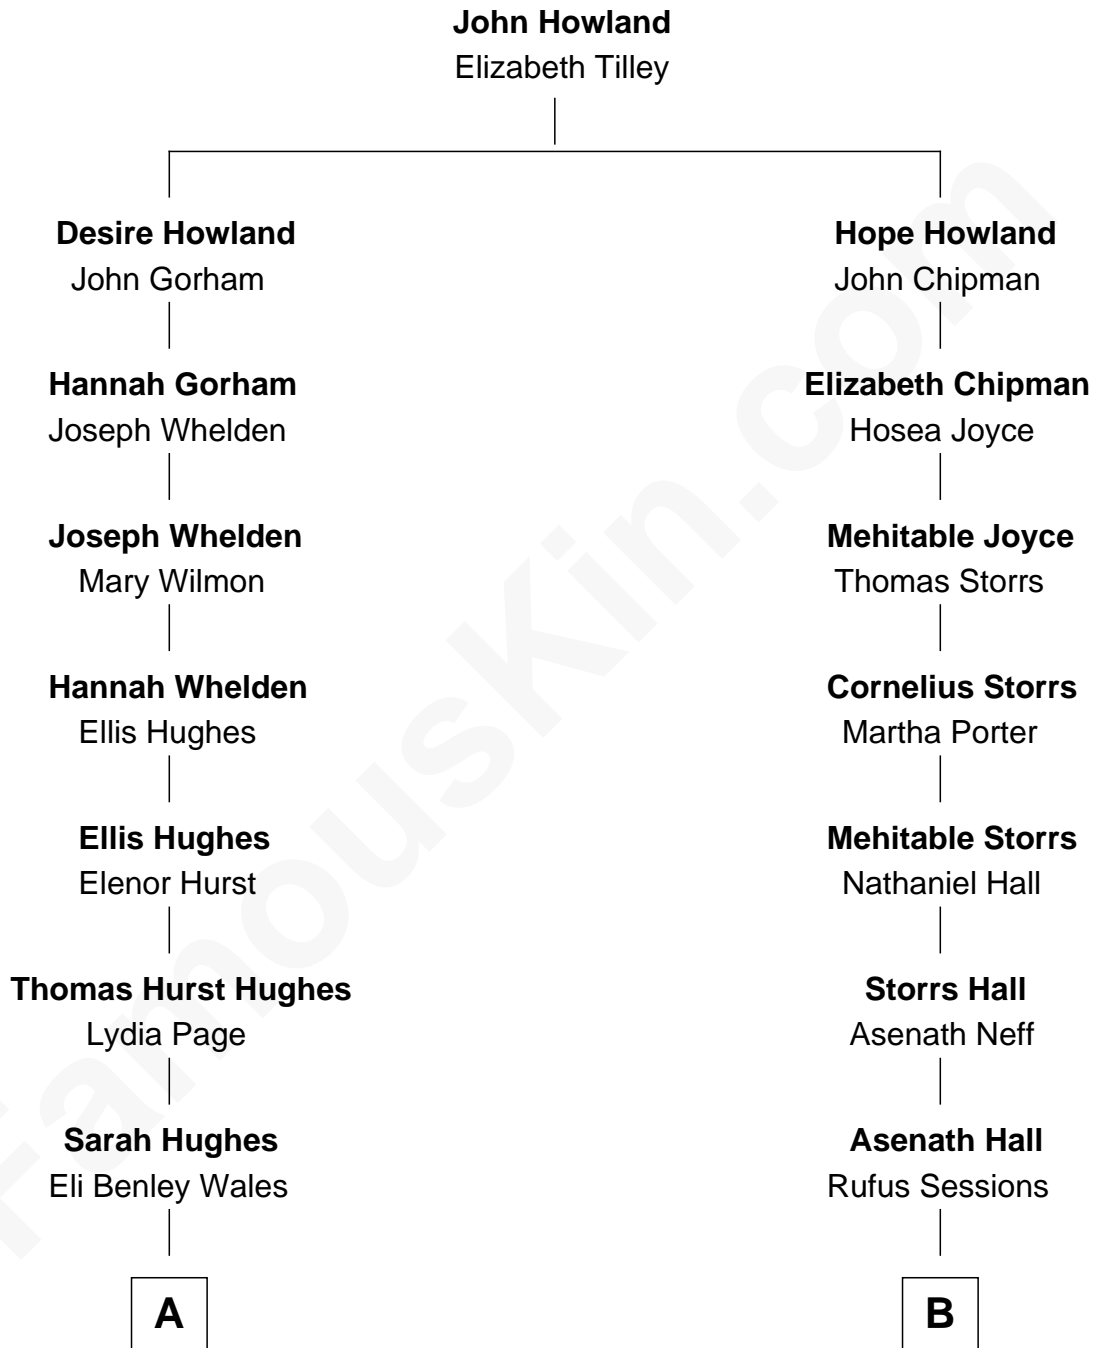 John Howland
Elizabeth Tilley
Desire Howland
John Gorham
Hope Howland
John Chipman
Hannah Gorham
Joseph Whelden
Elizabeth Chipman
Hosea Joyce
Joseph Whelden
Mary Wilmon
Mehitable Joyce
Thomas Storrs
Hannah Whelden
Ellis Hughes
Cornelius Storrs
Martha Porter
Ellis Hughes
Elenor Hurst
Mehitable Storrs
Nathaniel Hall
Thomas Hurst Hughes
Lydia Page
Storrs Hall
Asenath Neff
Sarah Hughes
Eli Benley Wales
Asenath Hall
Rufus Sessions
A
B
FamousKin.com